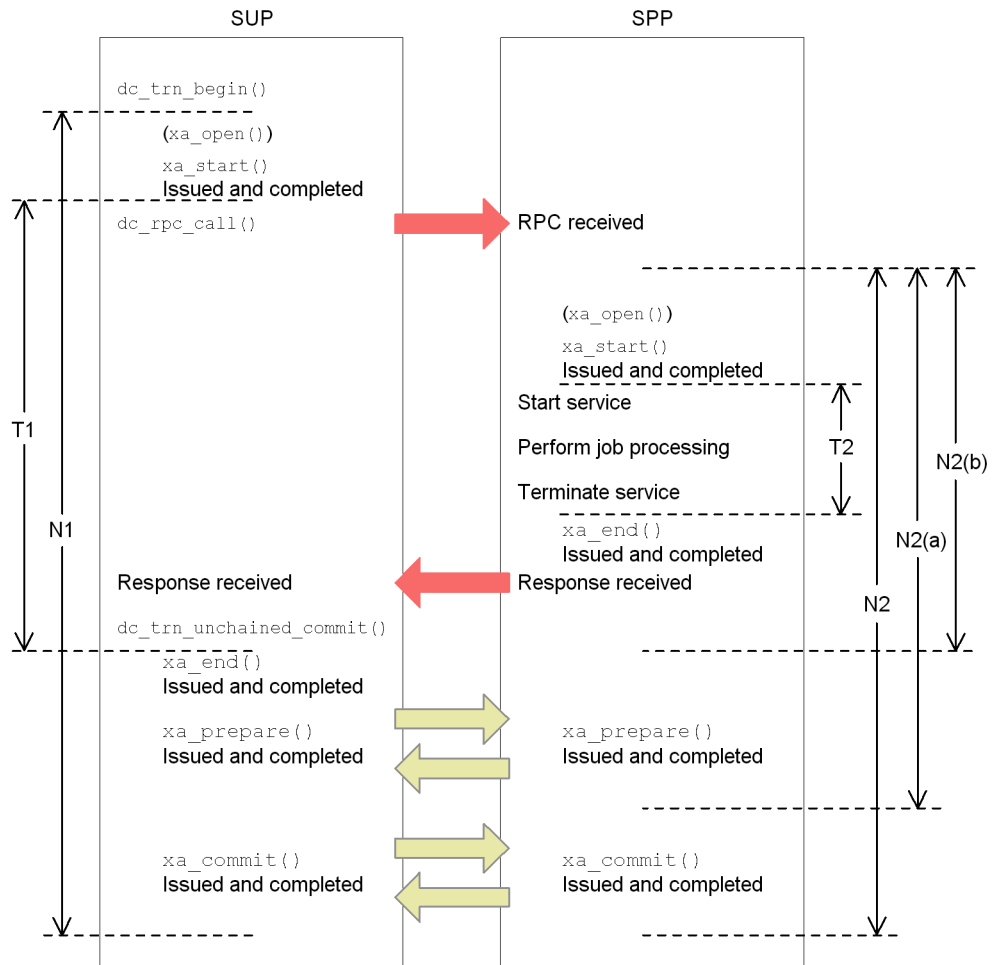 SUP
SPP
dc_trn_begin()
(xa_open())
xa_start()
Issued and completed
dc_rpc_call()
RPC received
(xa_open())
xa_start()
Issued and completed
Start service
T1
Perform job processing
T2
N2(b)
Terminate service
N1
xa_end()
Issued and completed
N2(a)
Response received
Response received
N2
dc_trn_unchained_commit()
xa_end()
Issued and completed
xa_prepare()
Issued and completed
xa_prepare()
Issued and completed
xa_commit()
Issued and completed
xa_commit()
Issued and completed